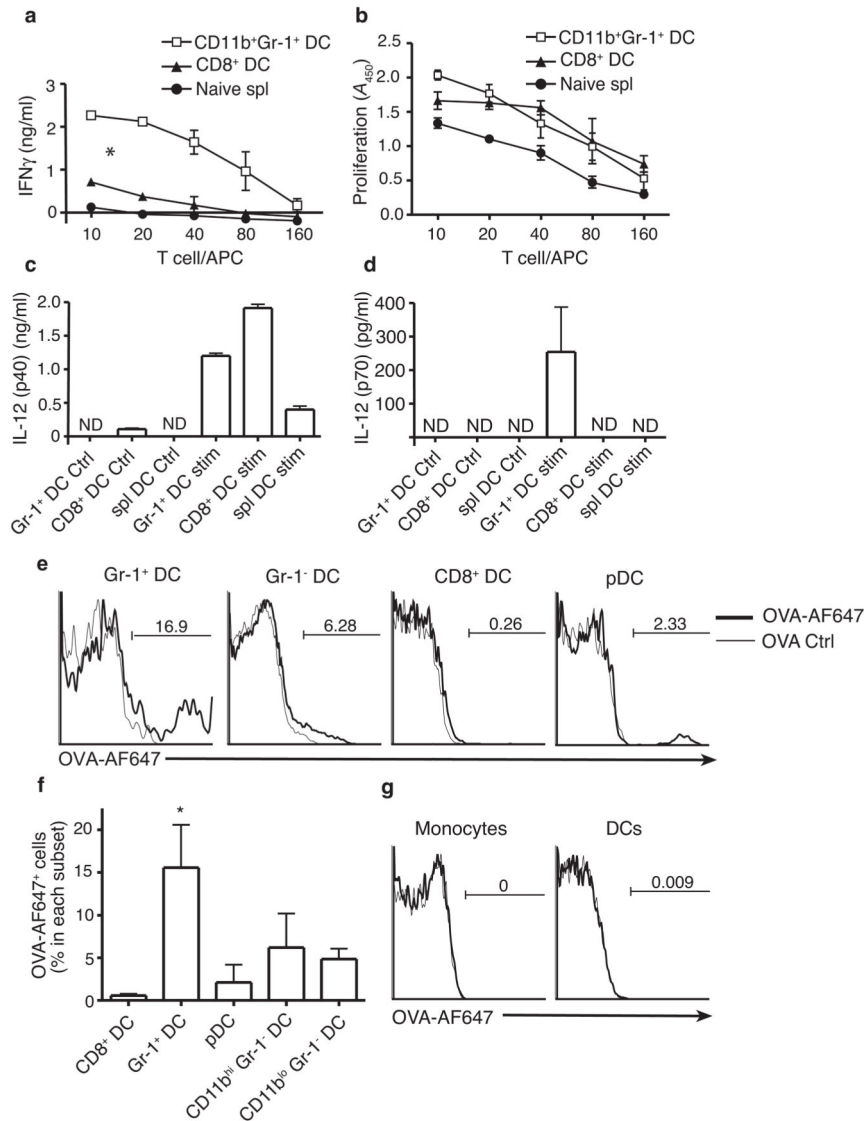 a
CD11b⁺Gr-1⁺ DC
CD8⁺ DC
Naive spl
IFNγ (ng/ml)
3
2
1
0
*
10 20 40 80 160
T cell/APC
b
CD11b⁺Gr-1⁺ DC
CD8⁺ DC
Naive spl
Proliferation (A₄₅₀)
2.5
2.0
1.5
1.0
0.5
0.0
10 20 40 80 160
T cell/APC
c
IL-12 (p40) (ng/ml)
2.0
1.5
1.0
0.5
0
ND ND
Gr-1⁺ DC Ctrl
CD8⁺ DC Ctrl
spl DC Ctrl
Gr-1⁺ DC stim
CD8⁺ DC stim
spl DC stim
d
IL-12 (p70) (pg/ml)
400
300
200
100
ND ND ND ND ND
Gr-1⁺ DC Ctrl
CD8⁺ DC Ctrl
spl DC Ctrl
Gr-1⁺ DC stim
CD8⁺ DC stim
spl DC stim
e
Gr-1⁺ DC Gr-1⁻ DC CD8⁺ DC pDC
16.9 6.28 0.26 2.33
OVA-AF647
OVA Ctrl
OVA-AF647
f
OVA-AF647⁺ cells
(% in each subset)
20
15
10
5
0
*
CD8⁺ DC
Gr-1⁺ DC
pDC
CD11bʰⁱ Gr-1⁻ DC
CD11bˡᵒ Gr-1⁻ DC
g
Monocytes DCs
0 0.009
OVA-AF647